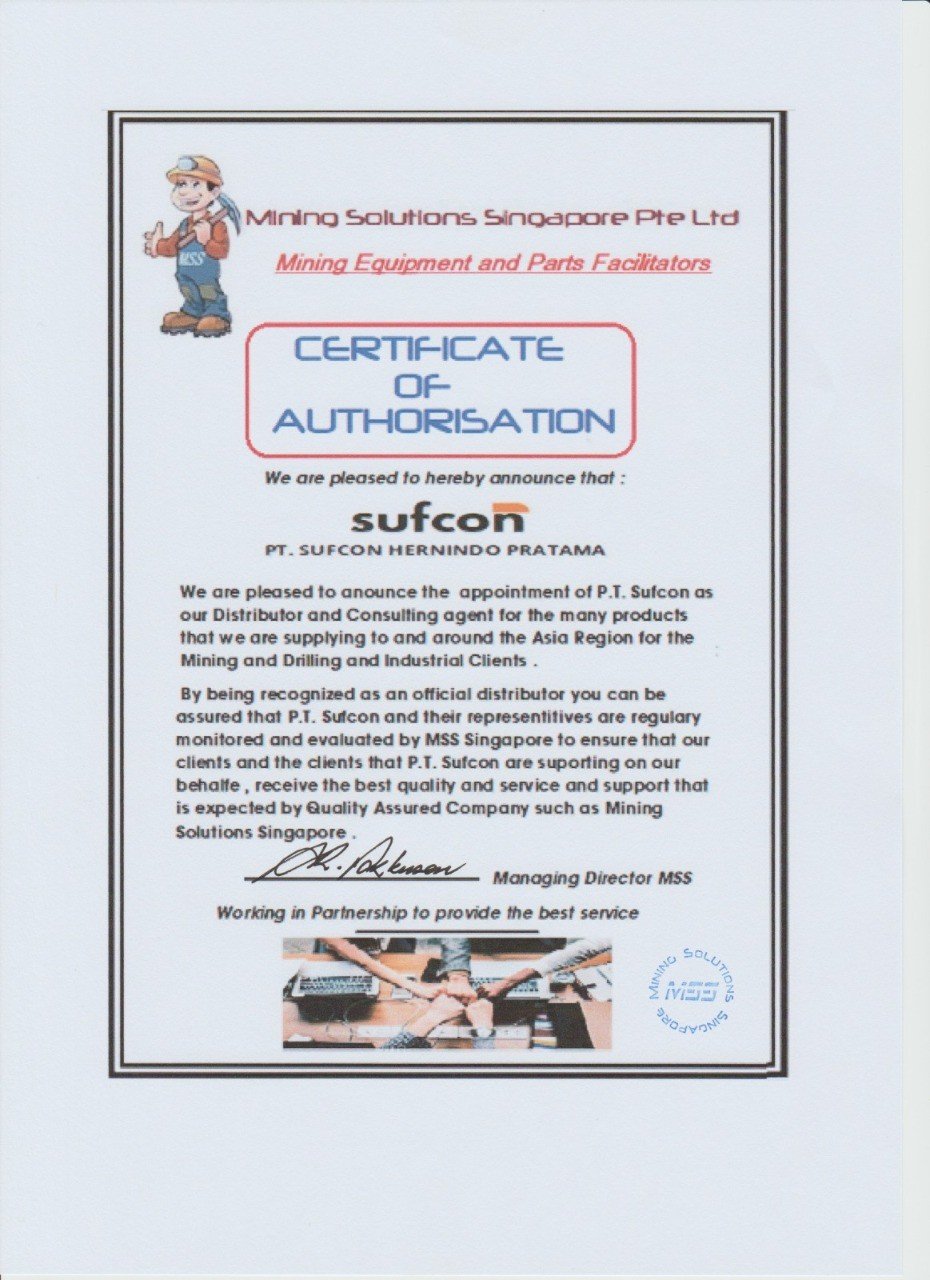 Mining Solutions Singapore Pte Ltd
MSS
Mining Equipment and Parts Facilitators
CERTIFICATE
OF
AUTHORISATION
We are pleased to hereby announce that :
sufcon
PT. SUFCON HERNINDO PRATAMA
We are pleased to anounce the appointment of P.T. Sufcon as
our Distributor and Consulting agent for the many products
that we are supplying to and around the Asia Region for the
Mining and Drilling and Industrial Clients .
By being recognized as an official distributor you can be
assured that P.T. Sufcon and their representitives are regulary
monitored and evaluated by MSS Singapore to ensure that our
clients and the clients that P.T. Sufcon are suporting on our
behalfe , receive the best quality and service and support that
is expected by Quality Assured Company such as Mining
Solutions Singapore .
Managing Director MSS
Working in Partnership to provide the best service
MINING SOLUTIONS SINGAPORE
MSS